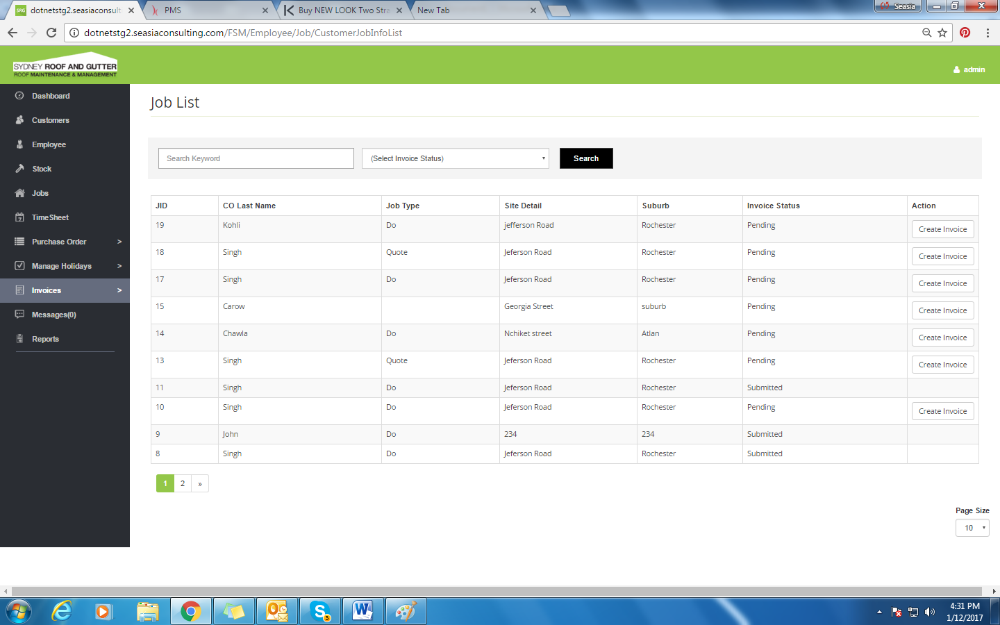 SRG dotnetstg2.seasiaconsult PMS Buy NEW LOOK Two Stra New Tab Seasia
dotnetstg2.seasiaconsulting.com/FSM/Employee/Job/CustomerJobInfoList
SYDNEY ROOF AND GUTTER
ROOF MAINTENANCE & MANAGEMENT
admin
Dashboard
Customers
Employee
Stock
Jobs
TimeSheet
Purchase Order >
Manage Holidays >
Invoices >
Messages(0)
Reports
Job List
Search Keyword (Select Invoice Status) Search
JID CO Last Name Job Type Site Detail Suburb Invoice Status Action
19 Kohli Do jefferson Road Rochester Pending Create Invoice
18 Singh Quote Jeferson Road Rochester Pending Create Invoice
17 Singh Do Jeferson Road Rochester Pending Create Invoice
15 Carow Georgia Street suburb Pending Create Invoice
14 Chawla Do Nchiket street Atlan Pending Create Invoice
13 Singh Quote Jeferson Road Rochester Pending Create Invoice
11 Singh Do Jeferson Road Rochester Submitted
10 Singh Do Jeferson Road Rochester Pending Create Invoice
9 John Do 234 234 Submitted
8 Singh Do Jeferson Road Rochester Submitted
1 2 »
Page Size
10
4:31 PM
1/12/2017